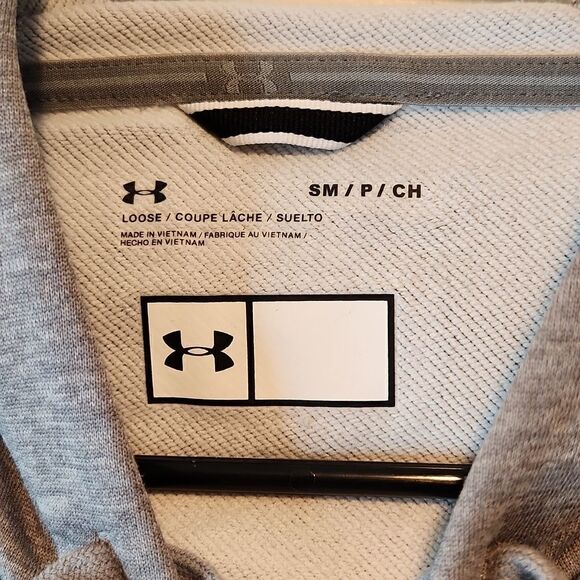 SM / P / CH
LOOSE / COUPE LÂCHE / SUELTO
MADE IN VIETNAM / FABRIQUÉ AU VIETNAM /
HECHO EN VIETNAM